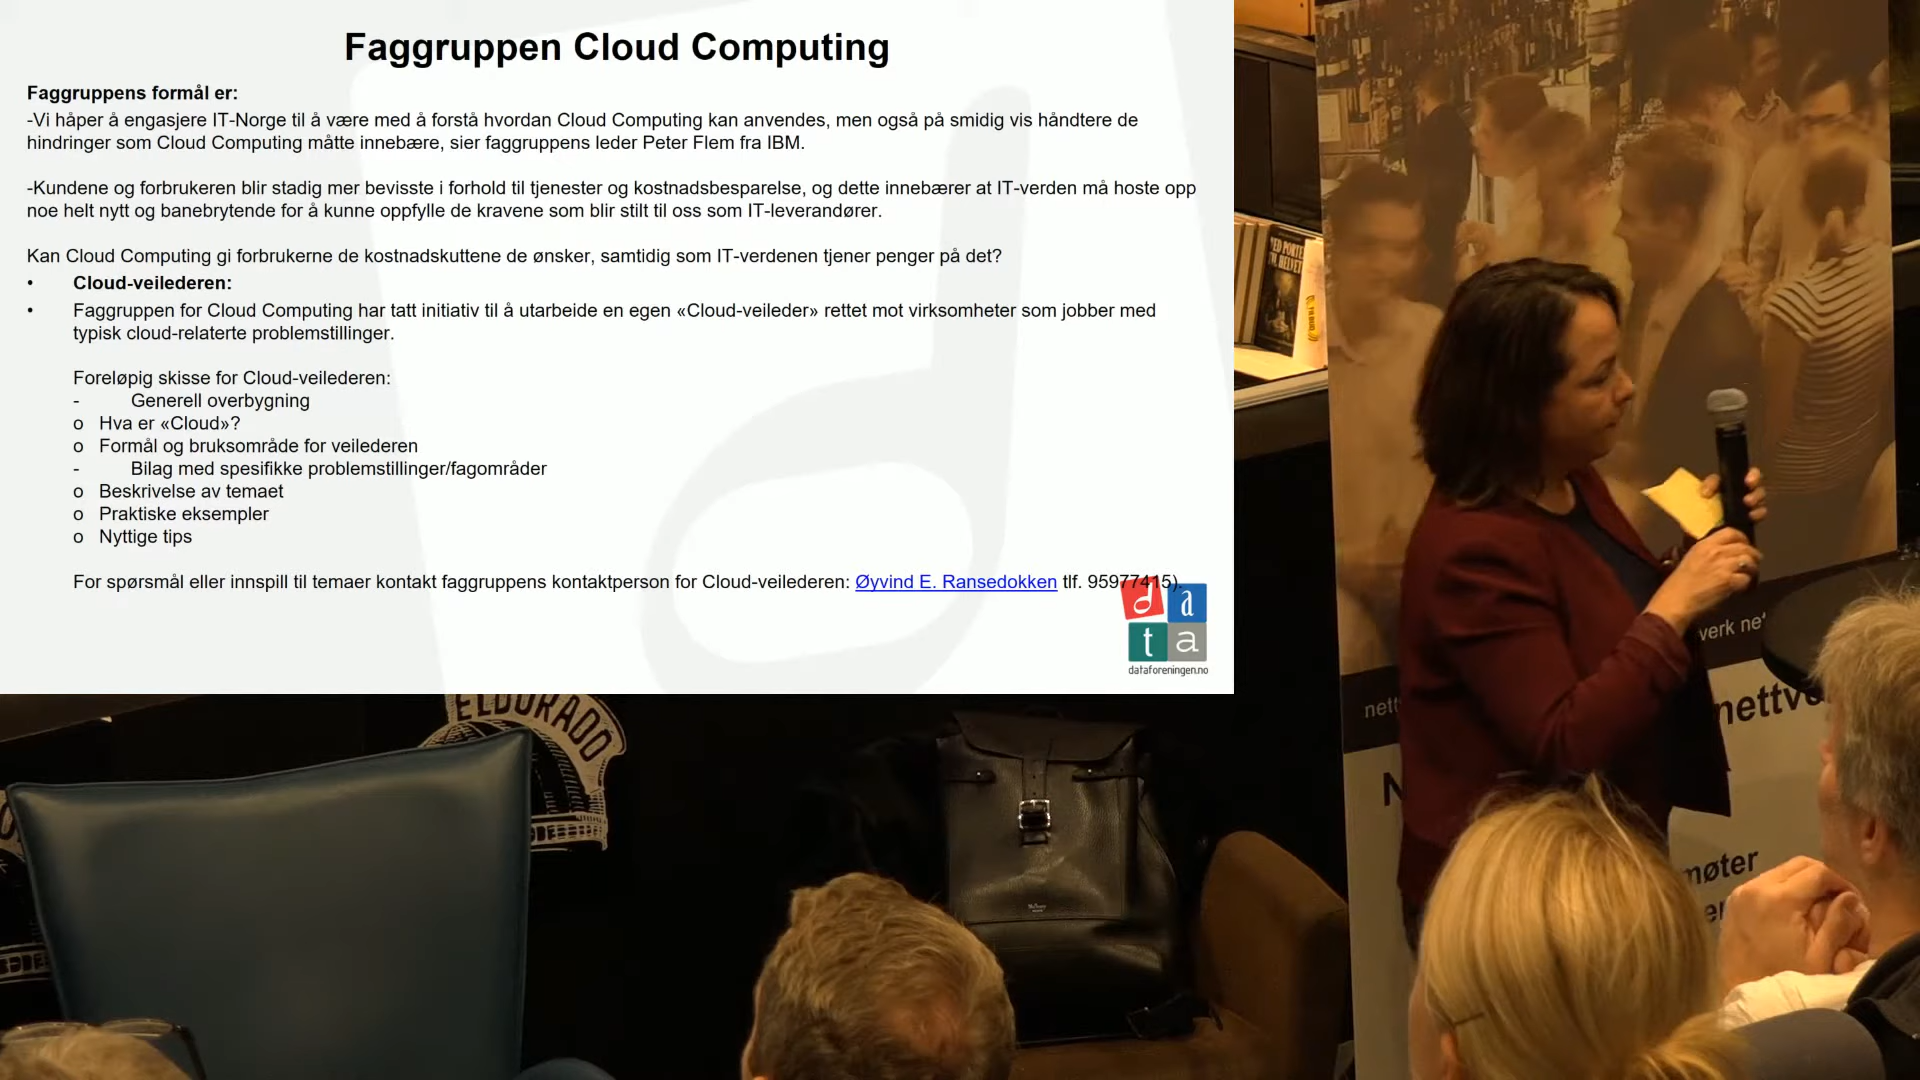 Faggruppen Cloud Computing
Faggruppens formål er:
-Vi håper å engasjere IT-Norge til å være med å forstå hvordan Cloud Computing kan anvendes, men også på smidig vis håndtere de
hindringer som Cloud Computing måtte innebære, sier faggruppens leder Peter Flem fra IBM.
-Kundene og forbrukeren blir stadig mer bevisste i forhold til tjenester og kostnadsbesparelse, og dette innebærer at IT-verden må hoste opp
noe helt nytt og banebrytende for å kunne oppfylle de kravene som blir stilt til oss som IT-leverandører.
Kan Cloud Computing gi forbrukerne de kostnadskuttene de ønsker, samtidig som IT-verdenen tjener penger på det?
• Cloud-veilederen:
• Faggruppen for Cloud Computing har tatt initiativ til å utarbeide en egen «Cloud-veileder» rettet mot virksomheter som jobber med
typisk cloud-relaterte problemstillinger.
Foreløpig skisse for Cloud-veilederen:
- Generell overbygning
o Hva er «Cloud»?
o Formål og bruksområde for veilederen
- Bilag med spesifikke problemstillinger/fagområder
o Beskrivelse av temaet
o Praktiske eksempler
o Nyttige tips
For spørsmål eller innspill til temaer kontakt faggruppens kontaktperson for Cloud-veilederen: Øyvind E. Ransedokken tlf. 95977415).
data
dataforeningen.no
ELDORADO
nett
verk ne
nettve
N
møter
er